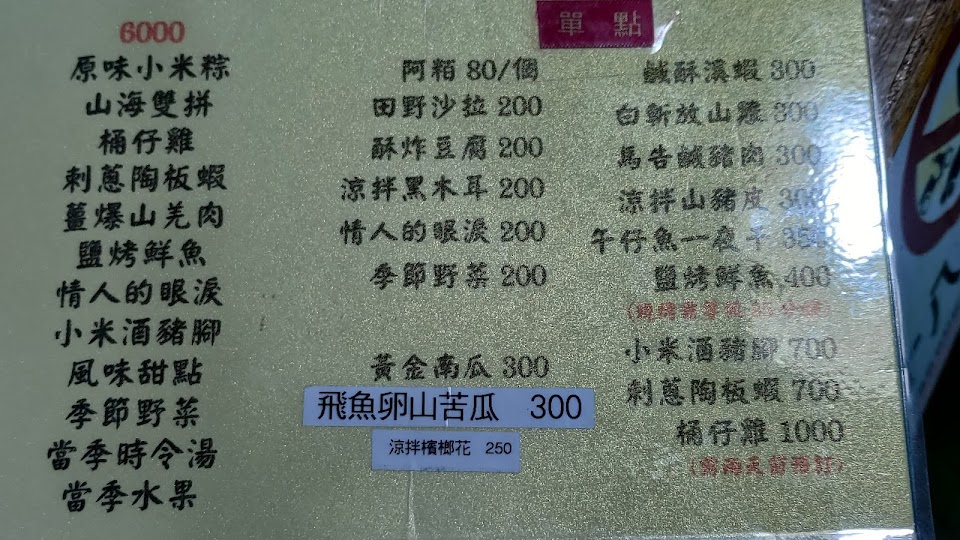 6000
原味小米粽
山海雙拼
桶仔雞
刺蔥陶板蝦
薑爆山羌肉
鹽烤鮮魚
情人的眼淚
小米酒豬腳
風味甜點
季節野菜
當季時令湯
當季水果
單點
阿粨 80/個
田野沙拉 200
酥炸豆腐 200
涼拌黑木耳 200
情人的眼淚 200
季節野菜 200
黃金南瓜 300
飛魚卵山苦瓜 300
涼拌檳榔花 250
鹹酥溪蝦 300
白斬放山雞 300
馬告鹹豬肉 300
涼拌山豬皮 300
午仔魚一夜干 350
鹽烤鮮魚 400
小米酒豬腳 700
刺蔥陶板蝦 700
桶仔雞 1000